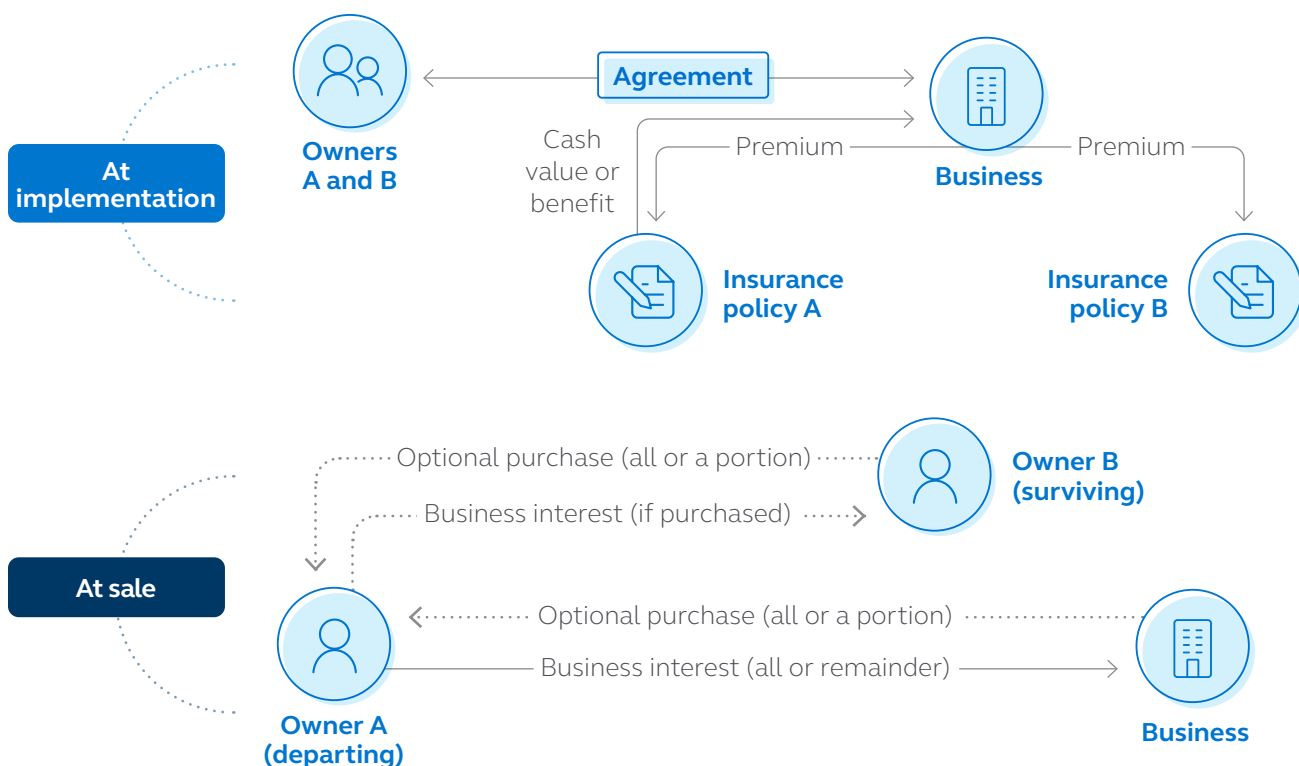 Agreement
Owners
A and B
Cash
value or
benefit
Premium
Premium
Business
At
implementation
Insurance
policy A
Insurance
policy B
Optional purchase (all or a portion)
Owner B
(surviving)
Business interest (if purchased)
At sale
Optional purchase (all or a portion)
Business interest (all or remainder)
Owner A
(departing)
Business